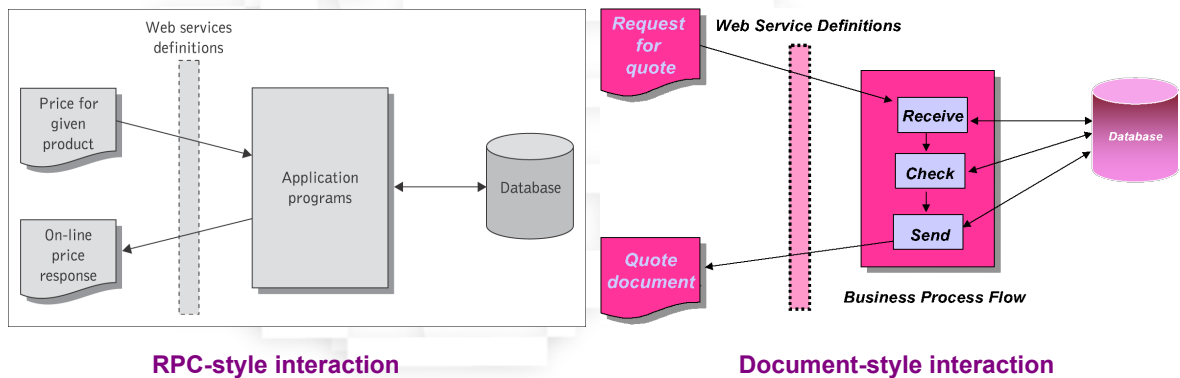 Web services
definitions
Price for
given
product
Application
programs
Database
On-line
price
response
RPC-style interaction
Request
for
quote
Web Service Definitions
Receive
Check
Send
Database
Quote
document
Business Process Flow
Document-style interaction